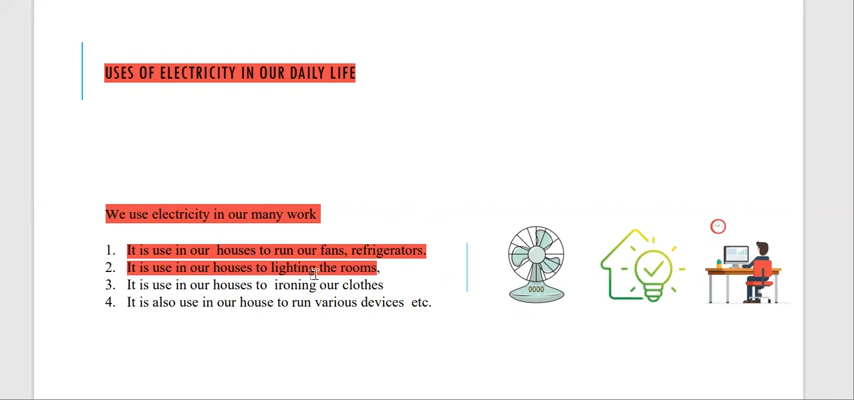 USES OF ELECTRICITY IN OUR DAILY LIFE
We use electricity in our many work
1. It is use in our houses to run our fans, refrigerators.
2. It is use in our houses to lighting the rooms,
3. It is use in our houses to ironing our clothes
4. It is also use in our house to run various devices etc.